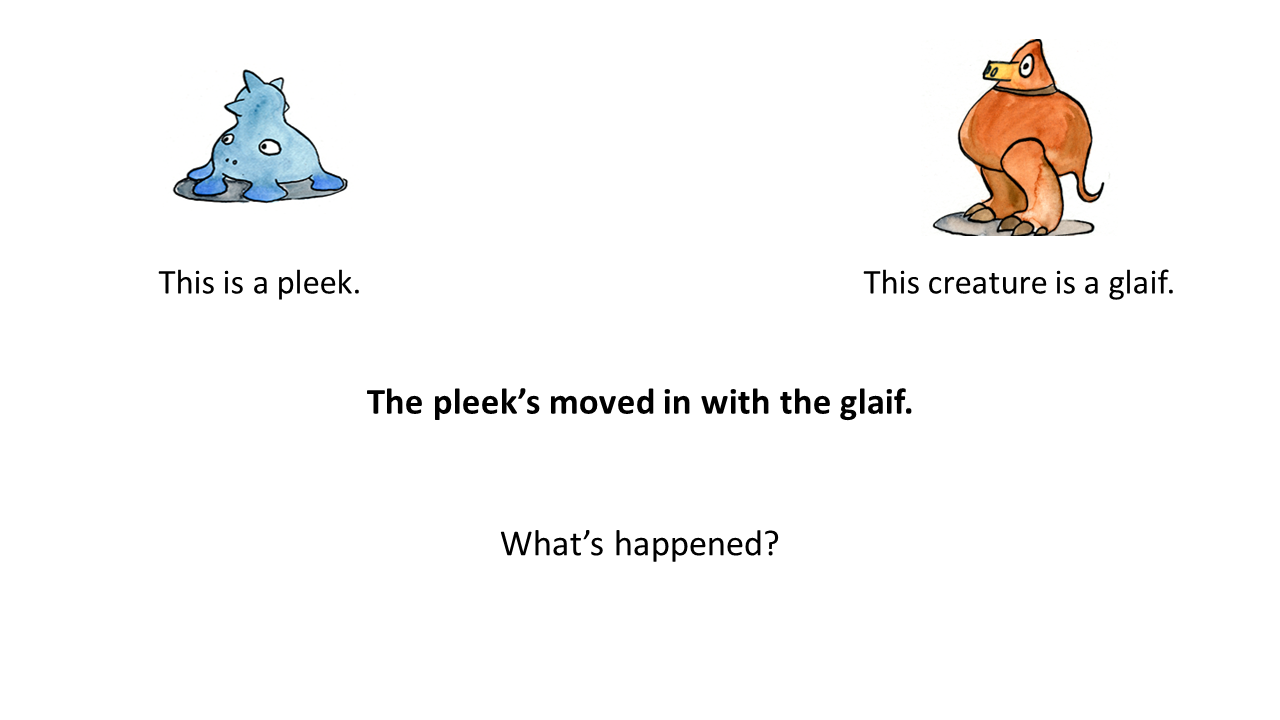 This is a pleek.
This creature is a glaif.
The pleek’s moved in with the glaif.
What’s happened?